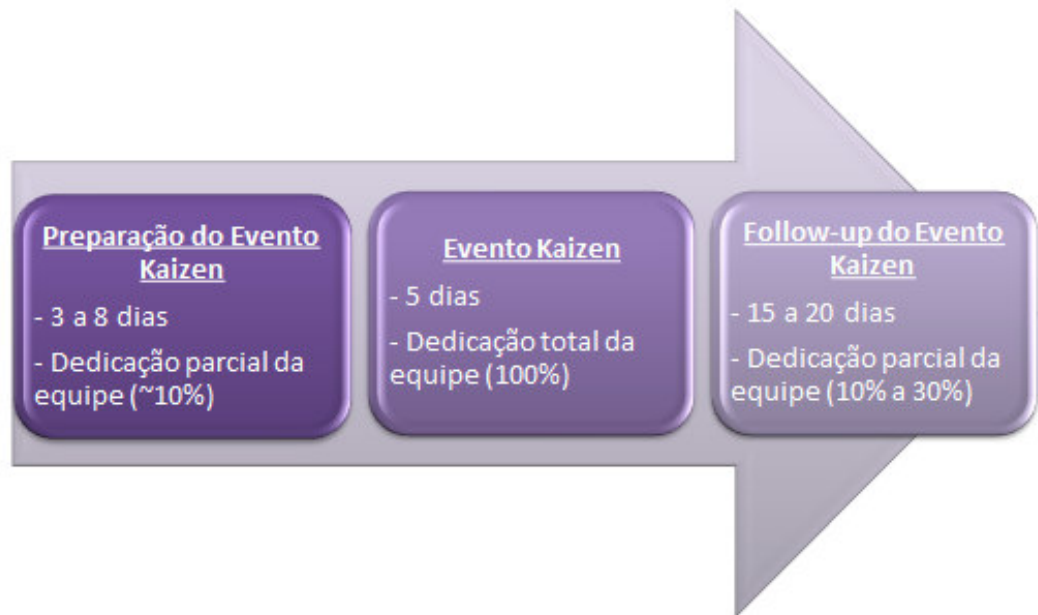 Preparação do Evento
Kaizen
- 3 a 8 dias
- Dedicação parcial da
equipe (~10%)
Evento Kaizen
- 5 dias
- Dedicação total da
equipe (100%)
Follow-up do Evento
Kaizen
- 15 a 20 dias
- Dedicação parcial da
equipe (10% a 30%)